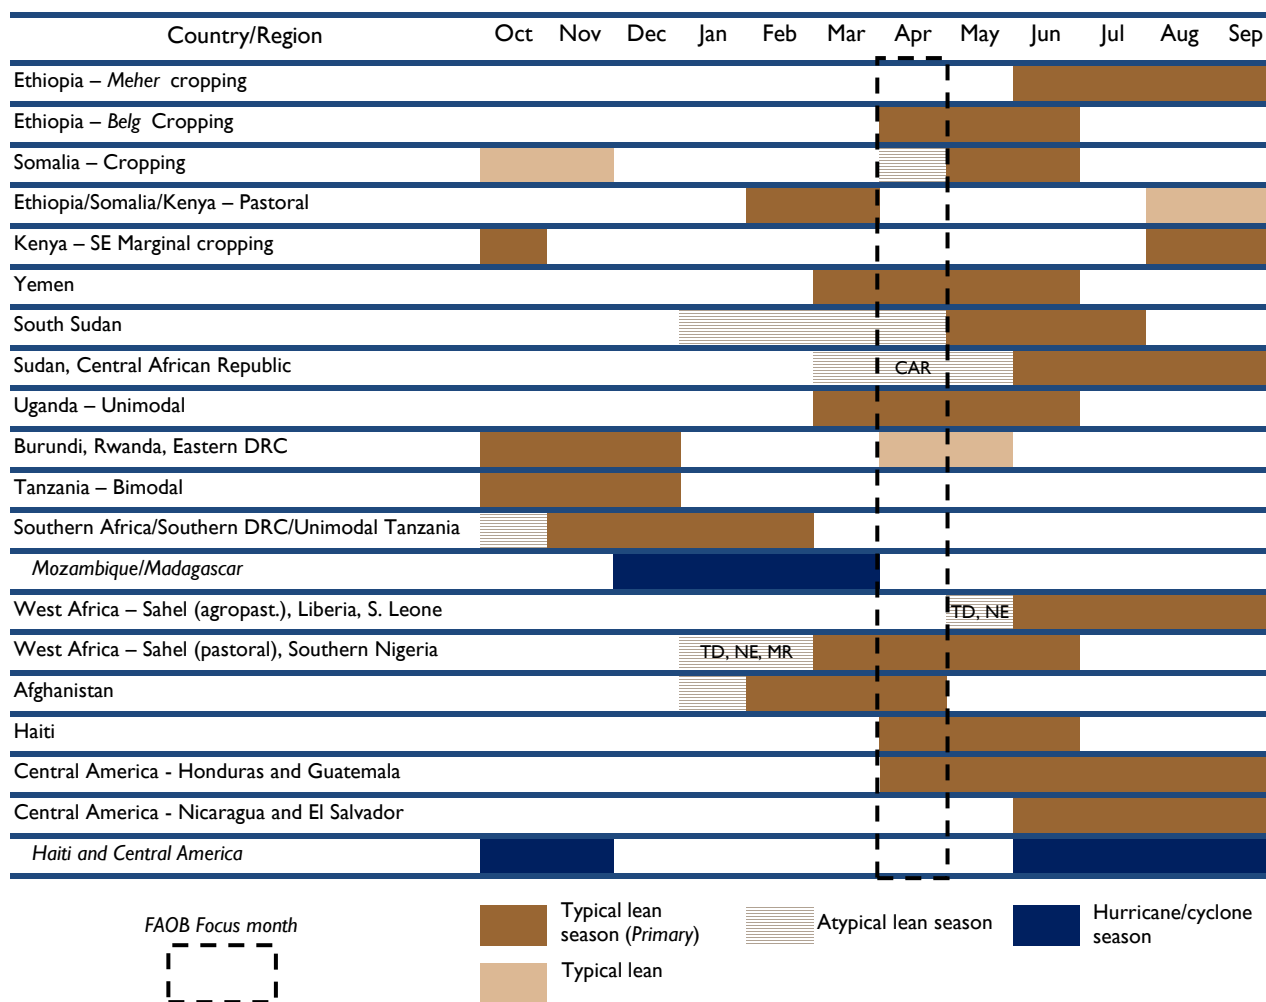 Country/Region Oct Nov Dec Jan Feb Mar Apr May Jun Jul Aug Sep
Ethiopia – Meher cropping
Ethiopia – Belg Cropping
Somalia – Cropping
Ethiopia/Somalia/Kenya – Pastoral
Kenya – SE Marginal cropping
Yemen
South Sudan
Sudan, Central African Republic CAR
Uganda – Unimodal
Burundi, Rwanda, Eastern DRC
Tanzania – Bimodal
Southern Africa/Southern DRC/Unimodal Tanzania
Mozambique/Madagascar
West Africa – Sahel (agropast.), Liberia, S. Leone TD, NE
West Africa – Sahel (pastoral), Southern Nigeria TD, NE, MR
Afghanistan
Haiti
Central America - Honduras and Guatemala
Central America - Nicaragua and El Salvador
Haiti and Central America
FAOB Focus month
Typical lean
season (Primary)
Atypical lean season
Hurricane/cyclone
season
Typical lean